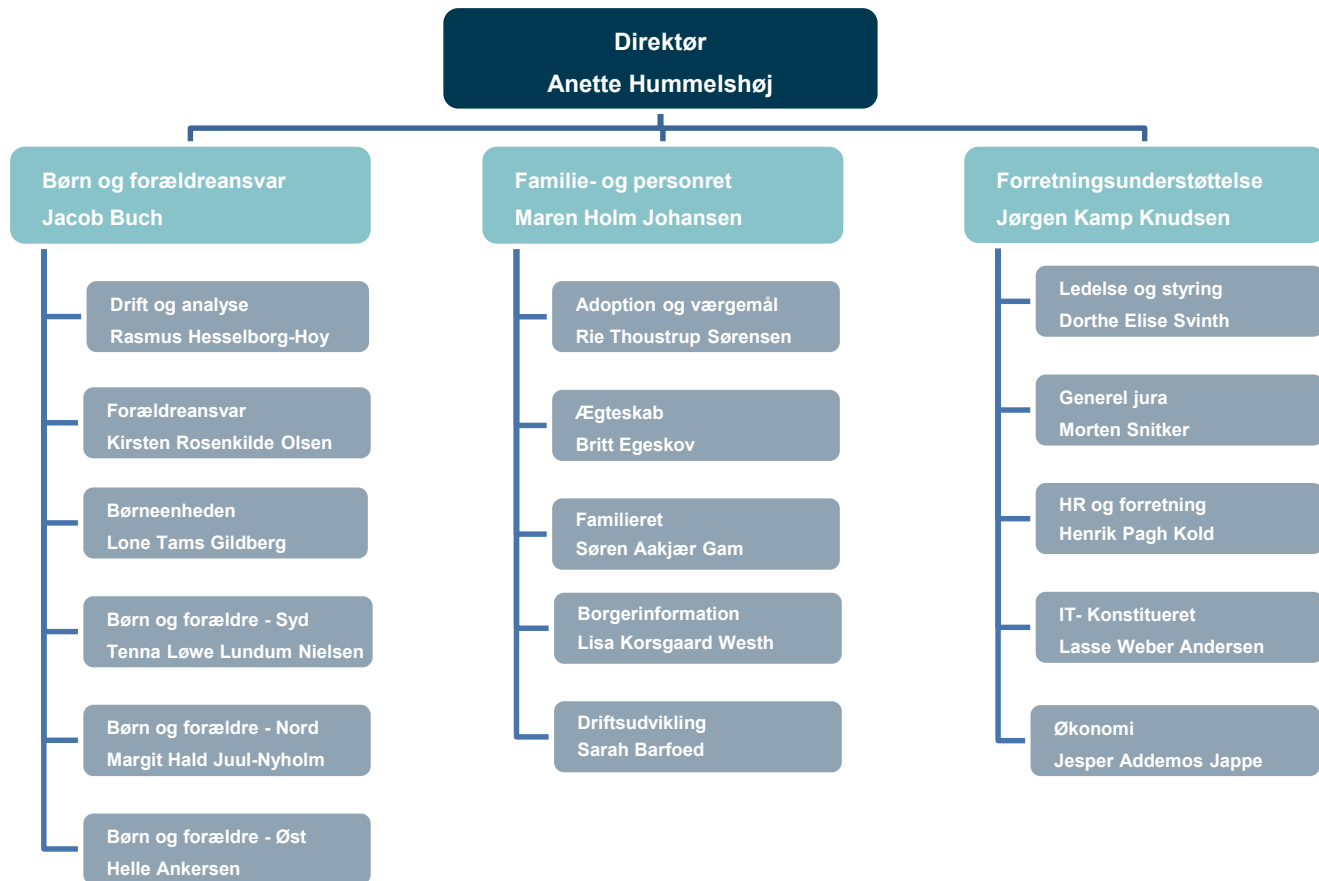 Direktør
Anette Hummelshøj
Børn og forældreansvar
Jacob Buch
Drift og analyse
Rasmus Hesselborg-Hoy
Forældreansvar
Kirsten Rosenkilde Olsen
Børneenheden
Lone Tams Gildberg
Børn og forældre - Syd
Tenna Løwe Lundum Nielsen
Børn og forældre - Nord
Margit Hald Juul-Nyholm
Børn og forældre - Øst
Helle Ankersen
Familie- og personret
Maren Holm Johansen
Adoption og værgemål
Rie Thoustrup Sørensen
Ægteskab
Britt Egeskov
Familieret
Søren Aakjær Gam
Borgerinformation
Lisa Korsgaard Westh
Driftsudvikling
Sarah Barfoed
Forretningsunderstøttelse
Jørgen Kamp Knudsen
Ledelse og styring
Dorthe Elise Svinth
Generel jura
Morten Snitker
HR og forretning
Henrik Pagh Kold
IT- Konstitueret
Lasse Weber Andersen
Økonomi
Jesper Addemos Jappe